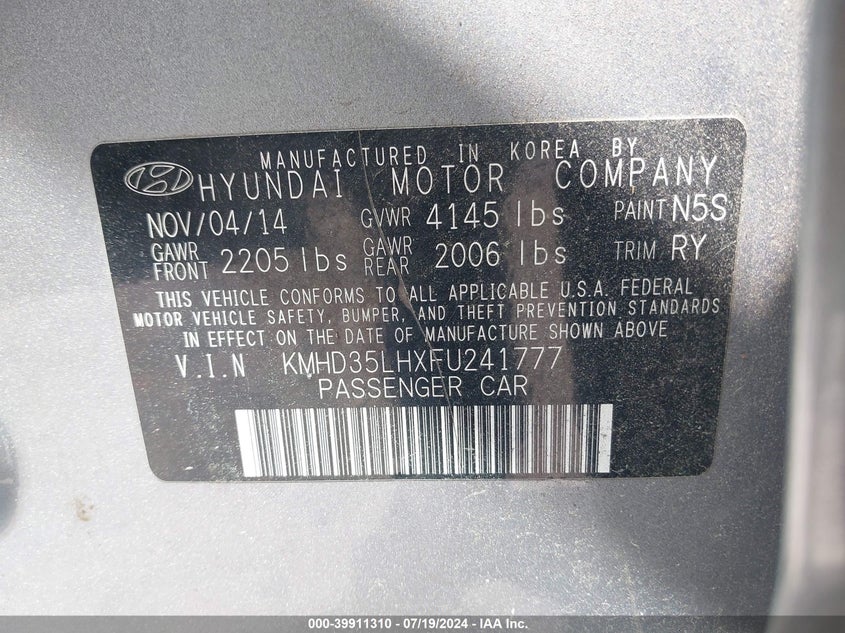 MANUFACTURED IN KOREA BY
HYUNDAI MOTOR COMPANY
NOV/04/14 GVWR 4145 lbs PAINT N5S
GAWR FRONT 2205 lbs GAWR REAR 2006 lbs TRIM RY
THIS VEHICLE CONFORMS TO ALL APPLICABLE U.S.A. FEDERAL
MOTOR VEHICLE SAFETY, BUMPER, AND THEFT PREVENTION STANDARDS
IN EFFECT ON THE DATE OF MANUFACTURE SHOWN ABOVE
V.I.N KMHD35LHXFU241777
PASSENGER CAR
000-39911310 - 07/19/2024 - IAA Inc.